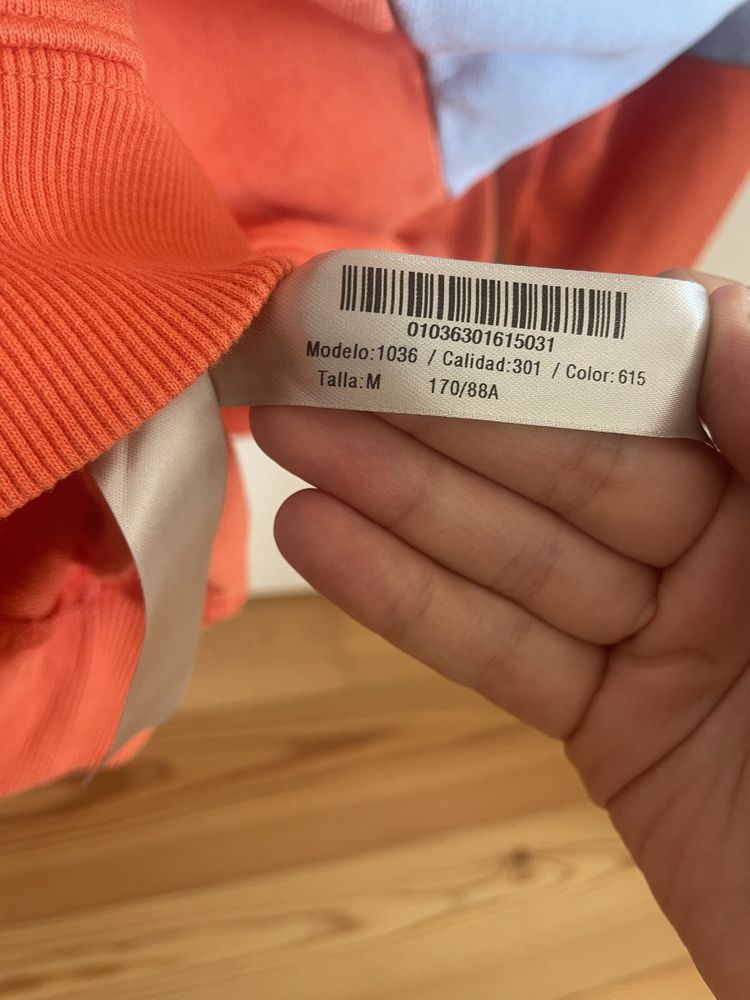 01036301615031
Modelo:1036 / Calidad:301 / Color:615
Talla:M 170/88A